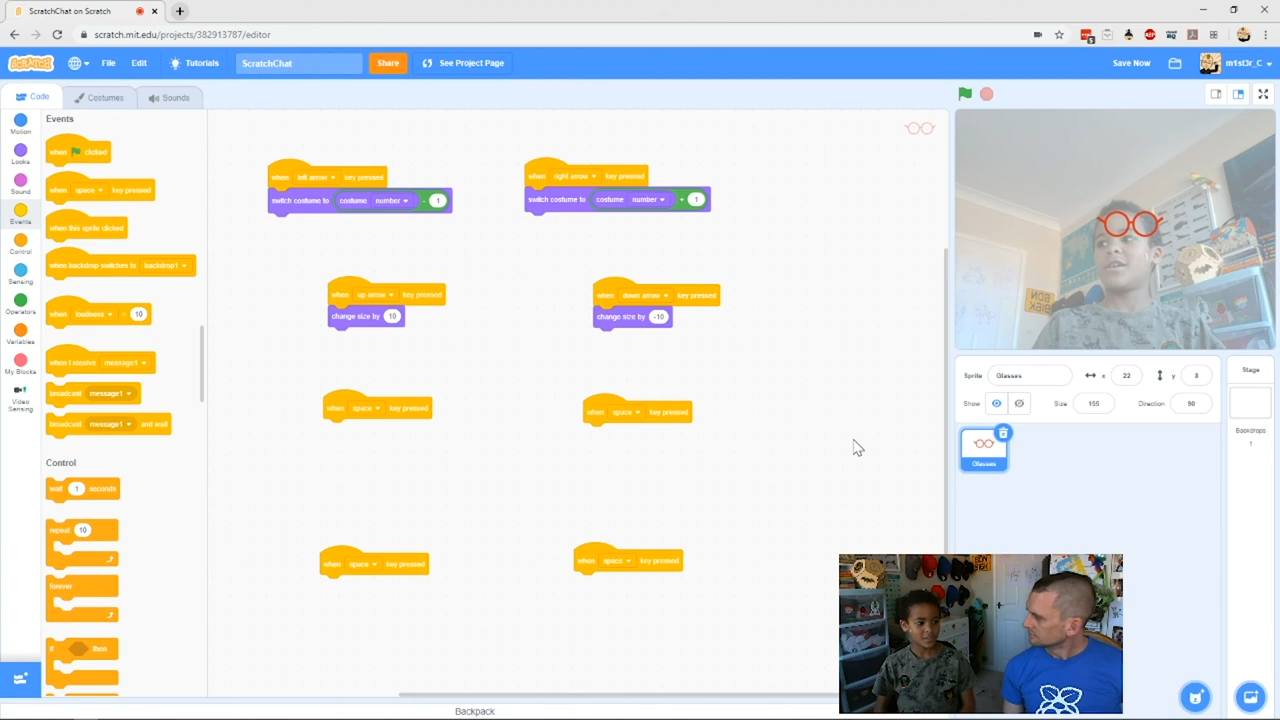 ScratchChat on Scratch
scratch.mit.edu/projects/382913787/editor
SCRATCH
File
Edit
Tutorials
ScratchChat
Share
See Project Page
Save Now
m1st3r_C
Code
Costumes
Sounds
Motion
Looks
Sound
Events
Control
Sensing
Operators
Variables
My Blocks
Video
Sensing
Events
when clicked
when space key pressed
when this sprite clicked
when backdrop switches to backdrop1
when loudness > 10
when I receive message1
broadcast message1
broadcast message1 and wait
Control
wait 1 seconds
repeat 10
forever
if then
when left arrow key pressed
switch costume to costume number - 1
when right arrow key pressed
switch costume to costume number + 1
when up arrow key pressed
change size by 10
when down arrow key pressed
change size by -10
when space key pressed
when space key pressed
when space key pressed
when space key pressed
Backpack
Sprite Glasses x 22 y 8
Show Size 155 Direction 90
Glasses
Stage
Backdrops
1